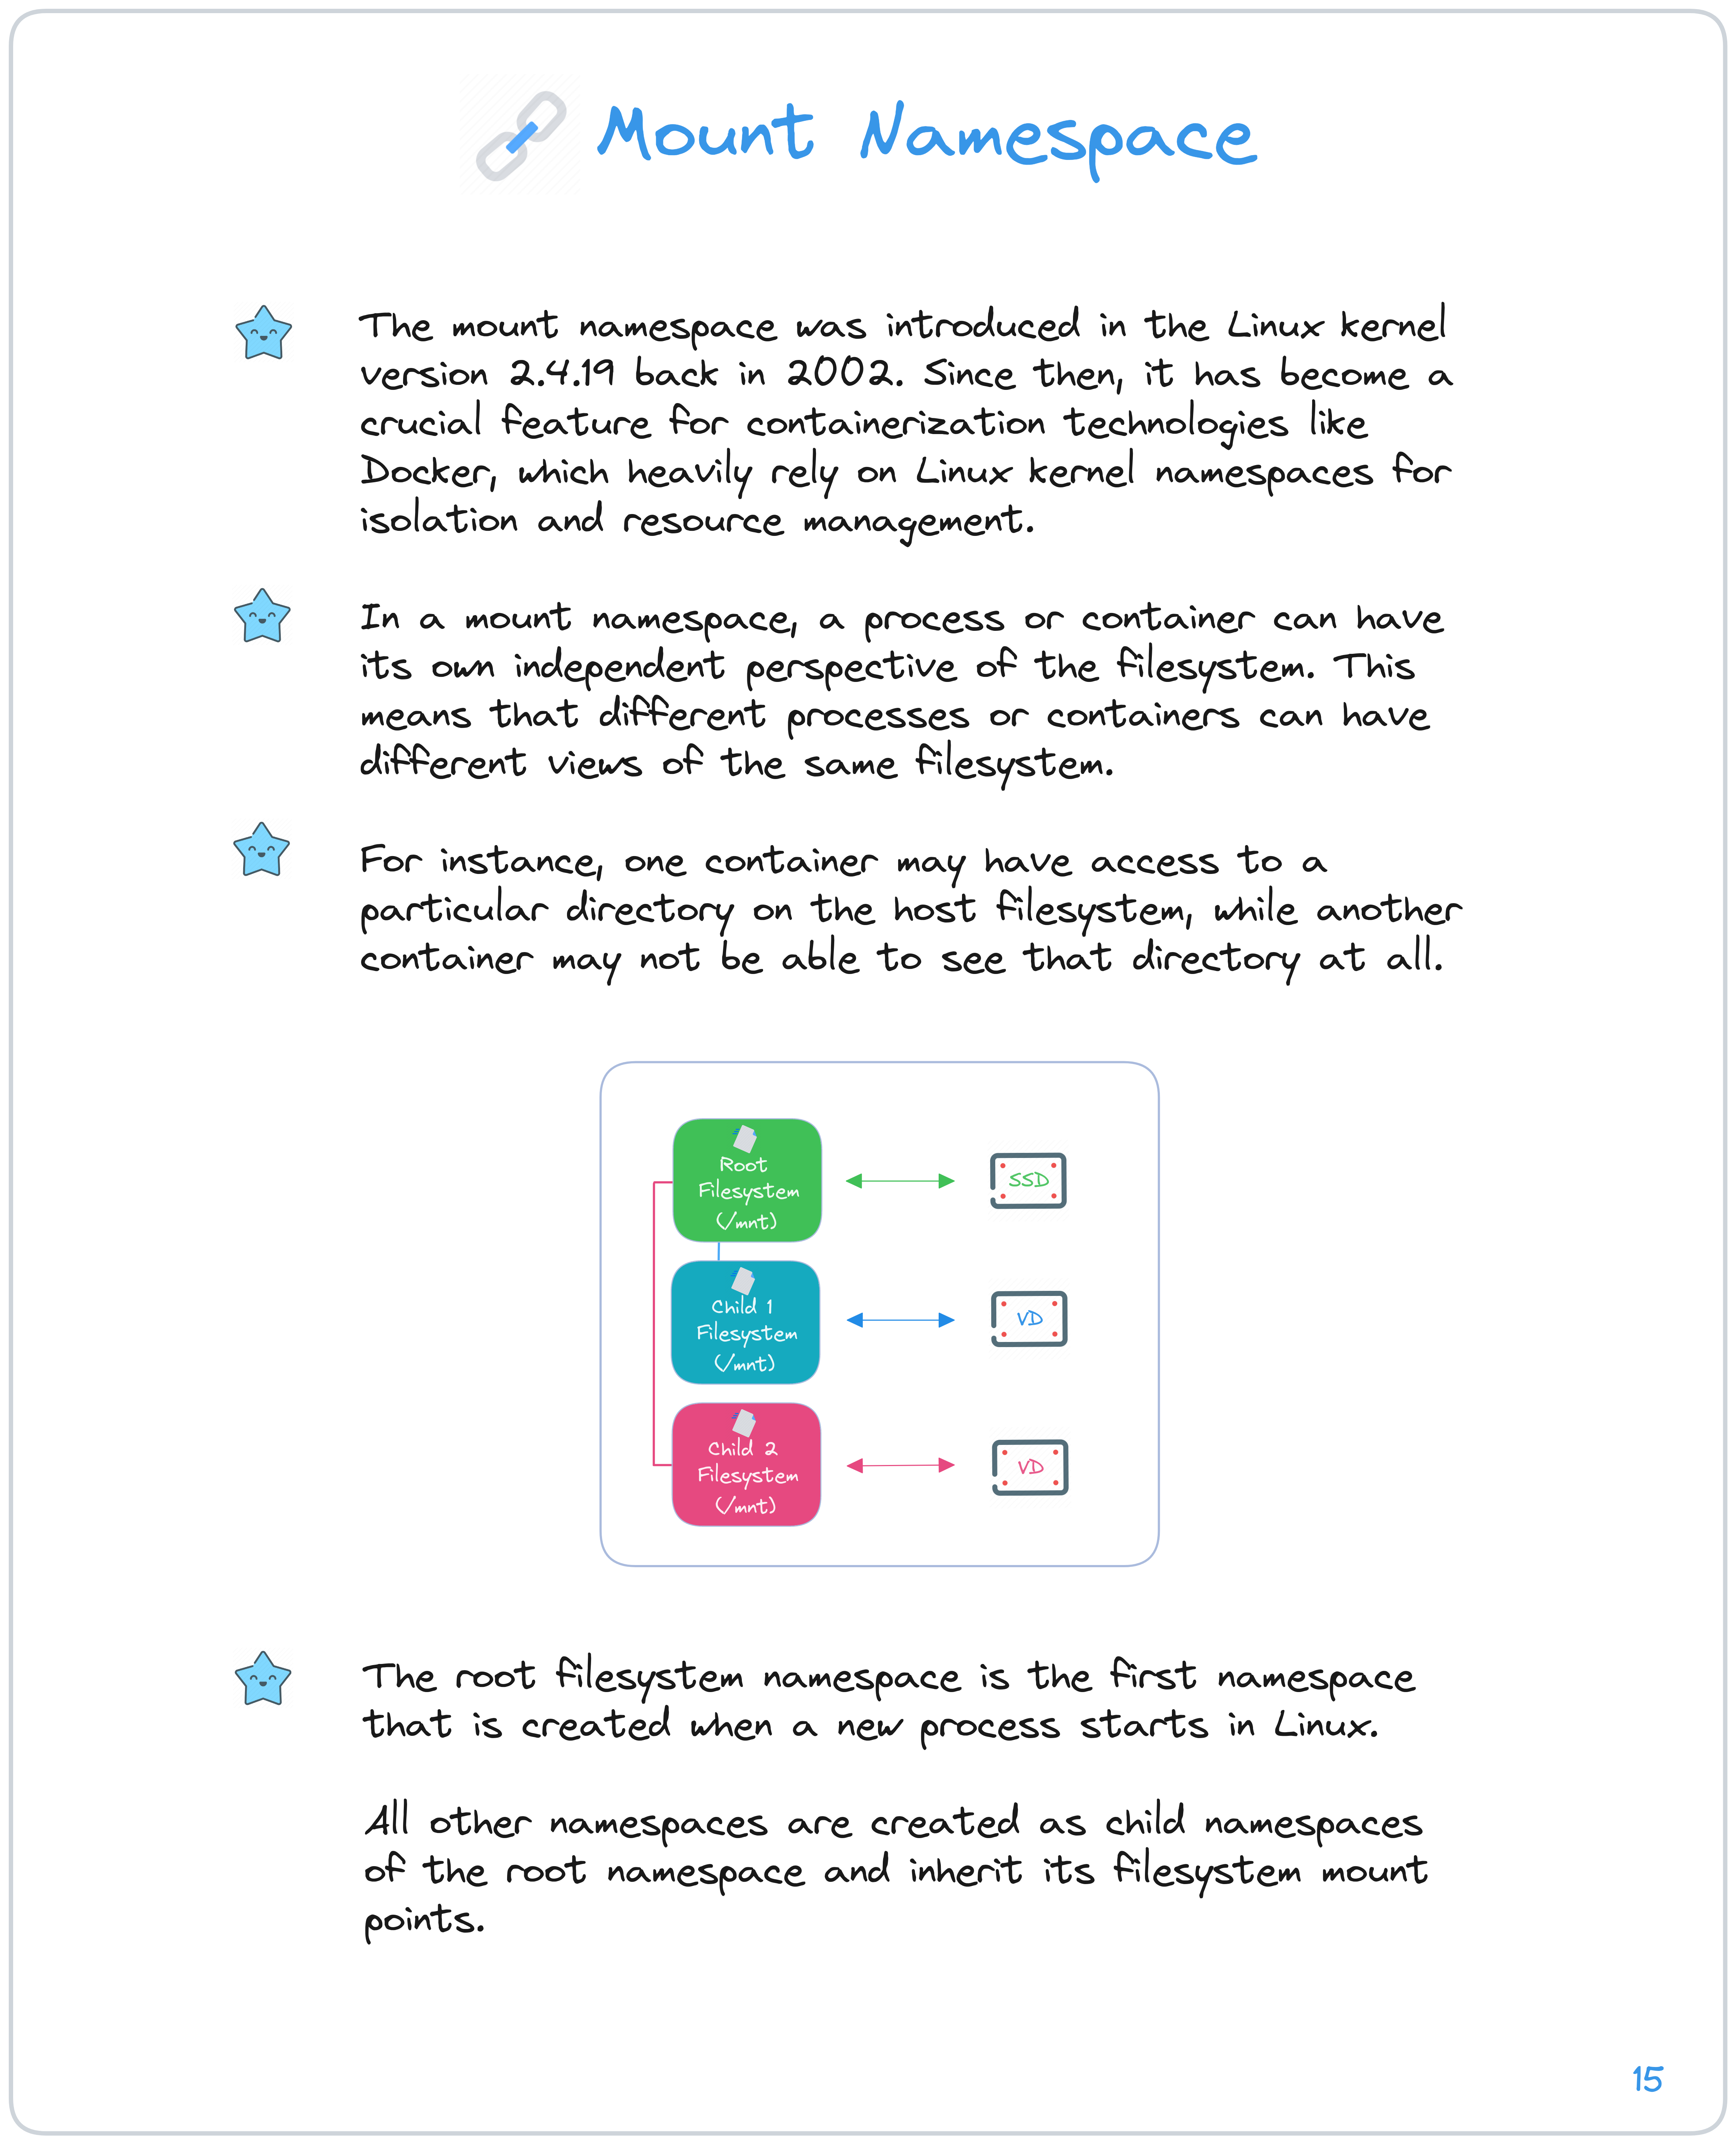 Mount Namespace
The mount namespace was introduced in the Linux kernel
version 2.4.19 back in 2002. Since then, it has become a
crucial feature for containerization technologies like
Docker, which heavily rely on Linux kernel namespaces for
isolation and resource management.
In a mount namespace, a process or container can have
its own independent perspective of the filesystem. This
means that different processes or containers can have
different views of the same filesystem.
For instance, one container may have access to a
particular directory on the host filesystem, while another
container may not be able to see that directory at all.
Root
Filesystem
(/mnt)
SSD
Child 1
Filesystem
(/mnt)
VD
Child 2
Filesystem
(/mnt)
VD
The root filesystem namespace is the first namespace
that is created when a new process starts in Linux.
All other namespaces are created as child namespaces
of the root namespace and inherit its filesystem mount
points.
15